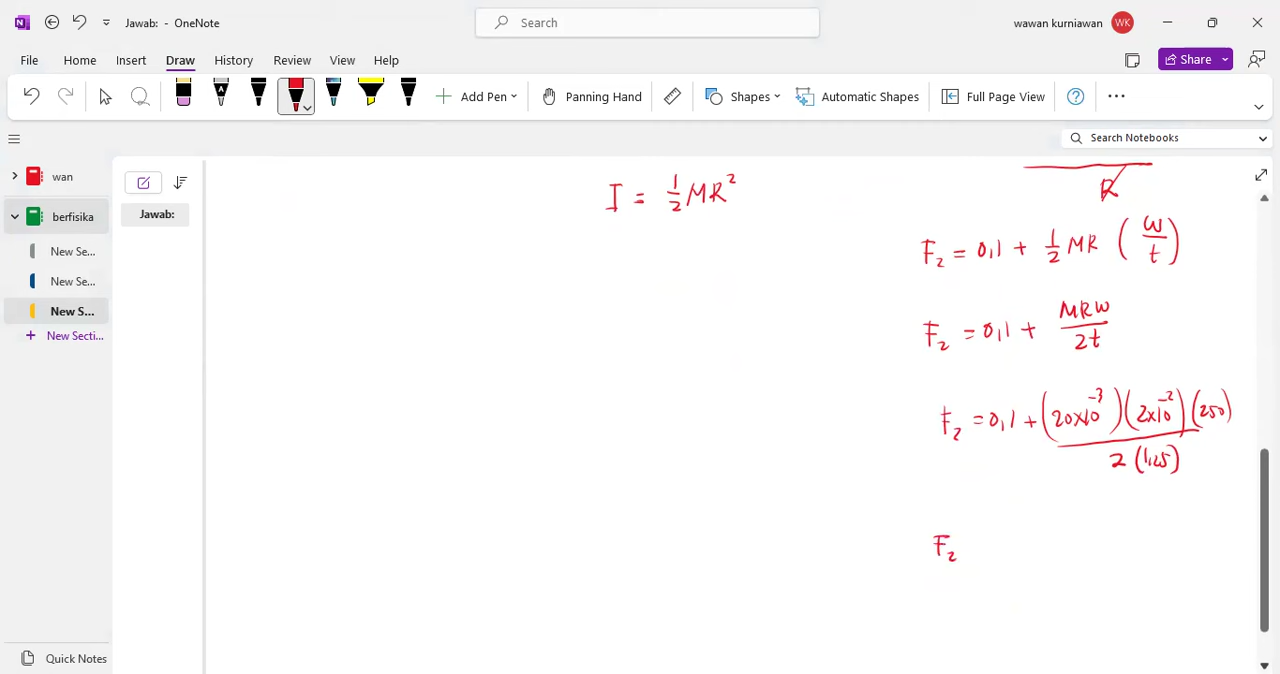 Jawab: - OneNote
Search
wawan kurniawan WK
File Home Insert Draw History Review View Help
Share
Add Pen
Panning Hand
Shapes
Automatic Shapes
Full Page View
Search Notebooks
wan
berfisika
New Se...
New Se...
New S...
New Secti...
Jawab:
Quick Notes
I = 1/2 MR²
R
F₂ = 0,1 + 1/2 MR (W/t)
F₂ = 0,1 + MRW/2t
F₂ = 0,1 + (20x10⁻³)(2x10⁻²)(250)/2(1,25)
F₂